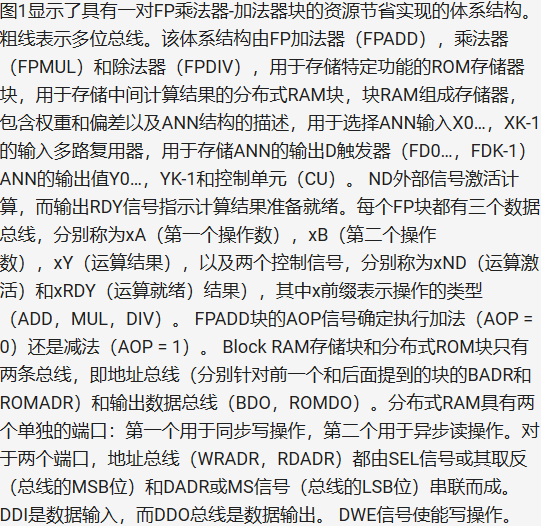 图1显示了具有一对FP乘法器-加法器块的资源节省实现的体系结构。
粗线表示多位总线。该体系结构由FP加法器（FPADD），乘法器
（FPMUL）和除法器（FPDIV），用于存储特定功能的ROM存储器
块，用于存储中间计算结果的分布式RAM块，块RAM组成存储器，
包含权重和偏差以及ANN结构的描述，用于选择ANN输入X0…，XK-1
的输入多路复用器，用于存储ANN的输出D触发器（FD0…，FDK-1）
ANN的输出值Y0…，YK-1和控制单元（CU）。 ND外部信号激活计
算，而输出RDY信号指示计算结果准备就绪。每个FP块都有三个数据
总线，分别称为xA（第一个操作数），xB（第二个操作
数），xY（运算结果），以及两个控制信号，分别称为xND（运算激
活）和xRDY（运算就绪）结果），其中x前缀表示操作的类型
（ADD，MUL，DIV）。 FPADD块的AOP信号确定执行加法（AOP =
0）还是减法（AOP = 1）。 Block RAM存储块和分布式ROM块只有
两条总线，即地址总线（分别针对前一个和后面提到的块的BADR和
ROMADR）和输出数据总线（BDO，ROMDO）。分布式RAM具有两
个单独的端口：第一个用于同步写操作，第二个用于异步读操作。对
于两个端口，地址总线（WRADR，RDADR）都由SEL信号或其取反
（总线的MSB位）和DADR或MS信号（总线的LSB位）串联而成。
DDI是数据输入，而DDO总线是数据输出。 DWE信号使能写操作。